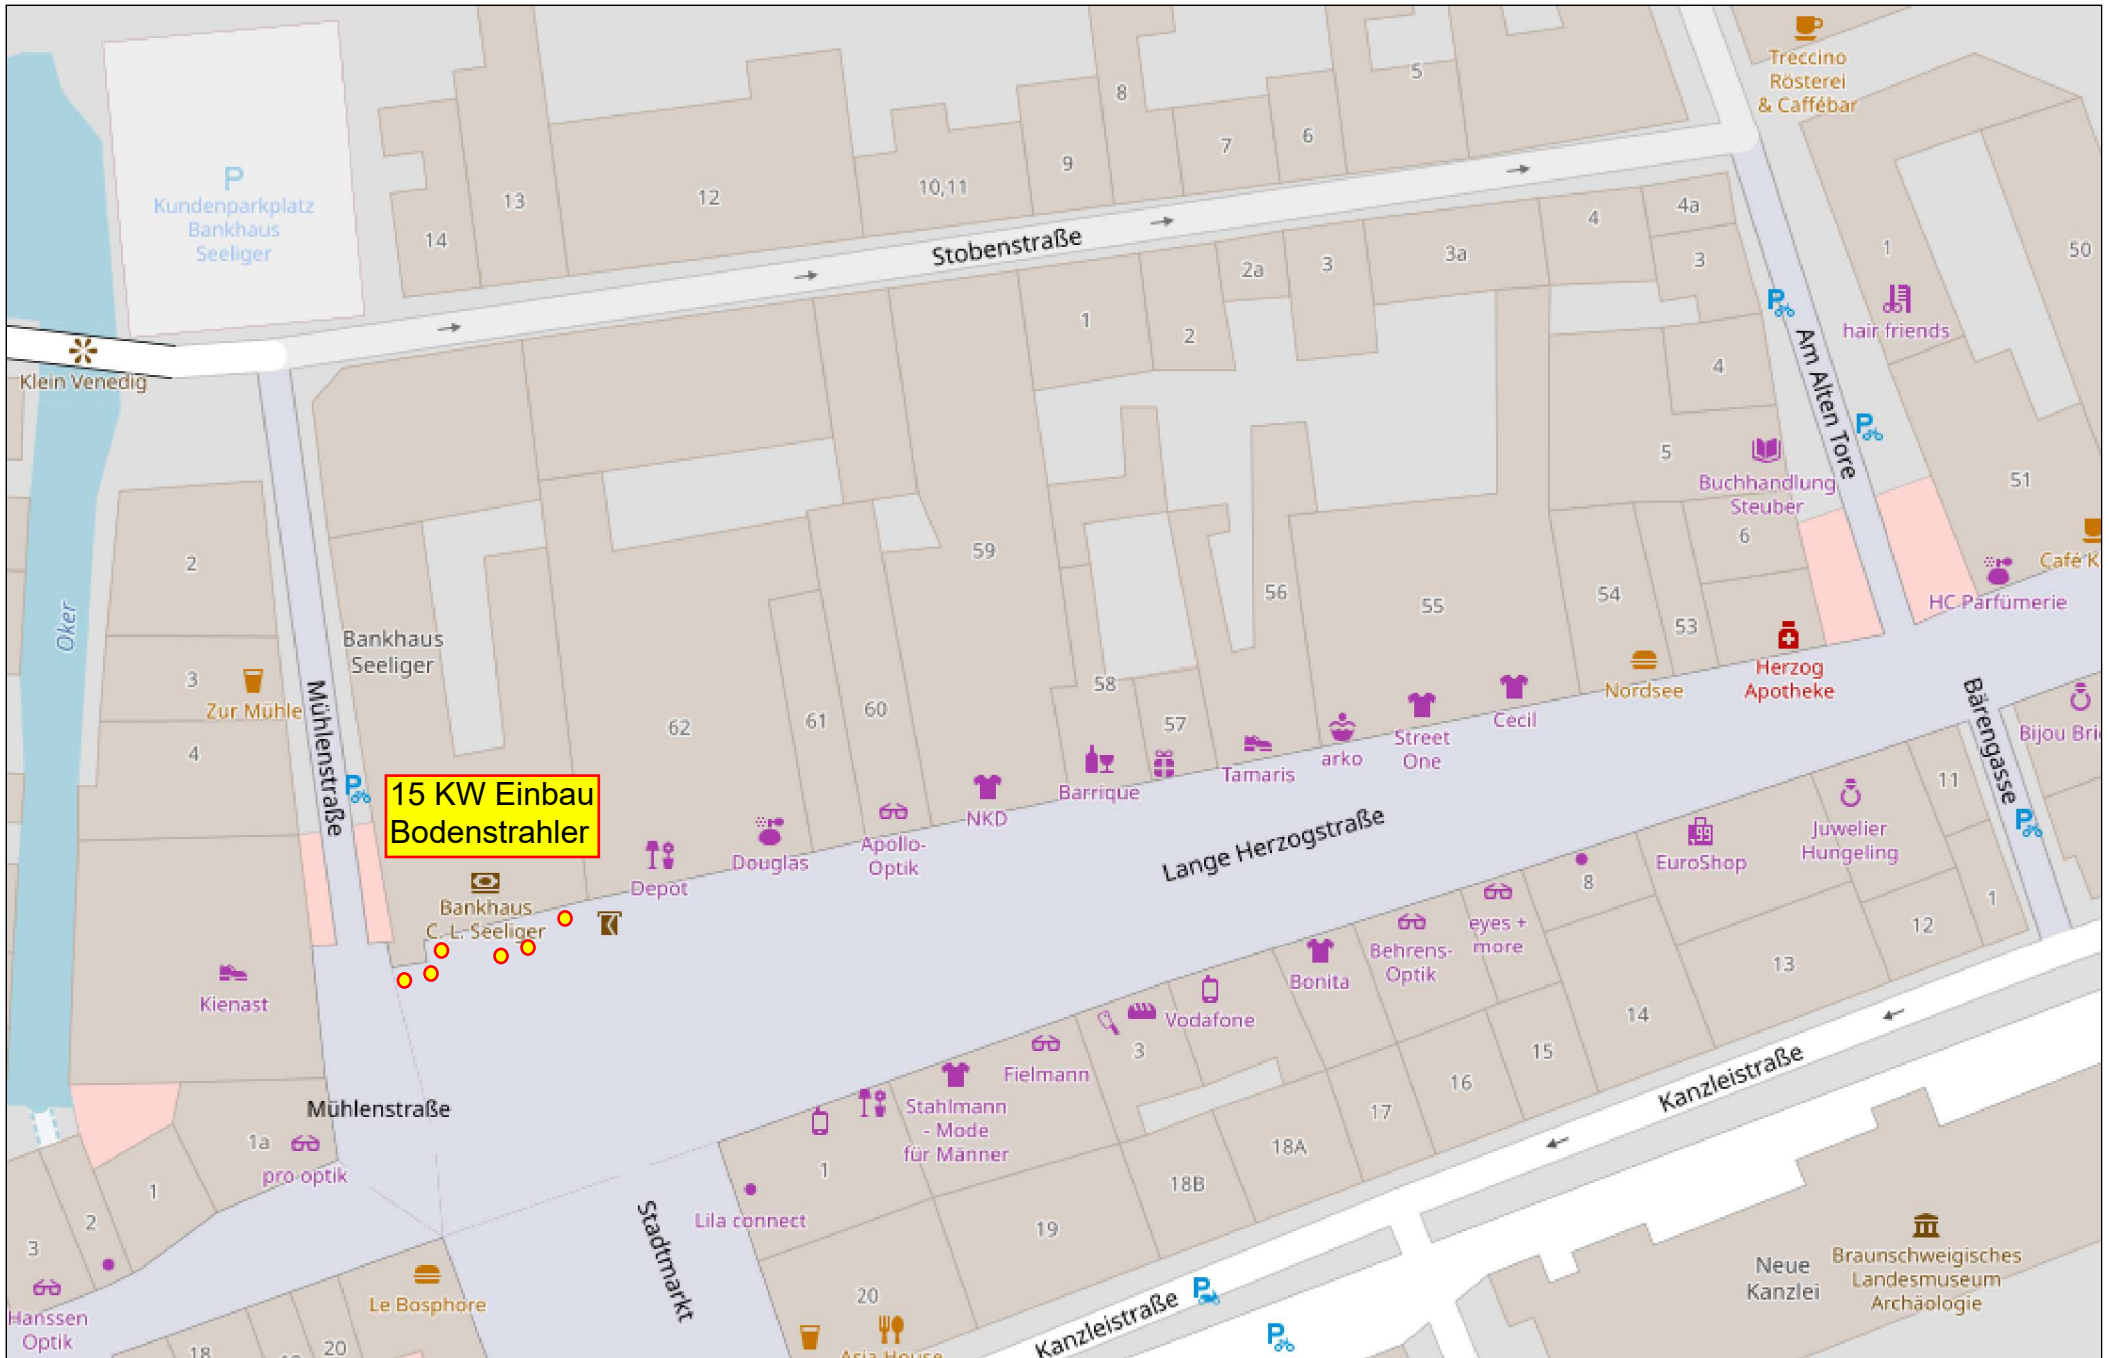 Treccino
Rösterei
& Caffébar
5
8
7
6
9
10,11
12
13
14
P
Kundenparkplatz
Bankhaus
Seeliger
Stobenstraße
4a
4
3
3a
3
2a
1
2
1
50
hair friends
Am Alten Tore
4
5
Buchhandlung
Steuber
6
51
Café K
HC Parfümerie
Klein Venedig
Oker
2
3
Zur Mühle
4
Mühlenstraße
Bankhaus
Seeliger
59
56
55
54
53
58
57
60
61
62
Nordsee
Herzog
Apotheke
Cecil
Street
One
arko
Tamaris
Barrique
NKD
Apollo-
Optik
Douglas
Depot
15 KW Einbau
Bodenstrahler
Bankhaus
C. L. Seeliger
Lange Herzogstraße
Bärengasse
Bijou Bri
11
Juwelier
Hungeling
EuroShop
8
1
12
13
14
15
16
17
18A
18B
19
20
eyes +
more
Behrens-
Optik
Bonita
Vodafone
3
Fielmann
Stahlmann
- Mode
für Männer
1
Lila connect
Kienast
Mühlenstraße
1a
pro optik
1
2
3
Hanssen
Optik
Le Bosphore
18
20
Stadtmarkt
Asia House
Kanzleistraße
Kanzleistraße
P
P
P
P
P
P
Neue
Kanzlei
Braunschweigisches
Landesmuseum
Archäologie